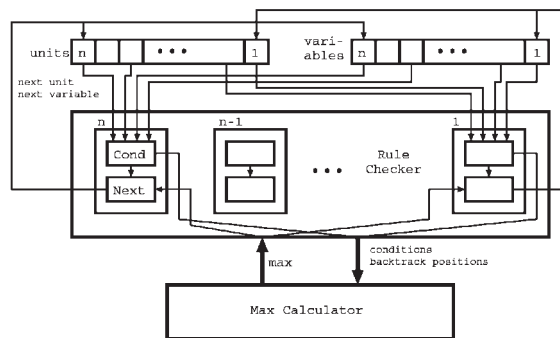 units n ••• 1
vari-
ables n ••• 1
next unit
next variable
n
n-1
1
Cond
Next
••• Rule
Checker
max
conditions
backtrack positions
Max Calculator